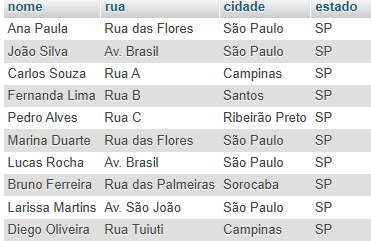 nome rua cidade estado
Ana Paula Rua das Flores São Paulo SP
João Silva Av. Brasil São Paulo SP
Carlos Souza Rua A Campinas SP
Fernanda Lima Rua B Santos SP
Pedro Alves Rua C Ribeirão Preto SP
Marina Duarte Rua das Flores São Paulo SP
Lucas Rocha Av. Brasil São Paulo SP
Bruno Ferreira Rua das Palmeiras Sorocaba SP
Larissa Martins Av. São João São Paulo SP
Diego Oliveira Rua Tuiuti Campinas SP